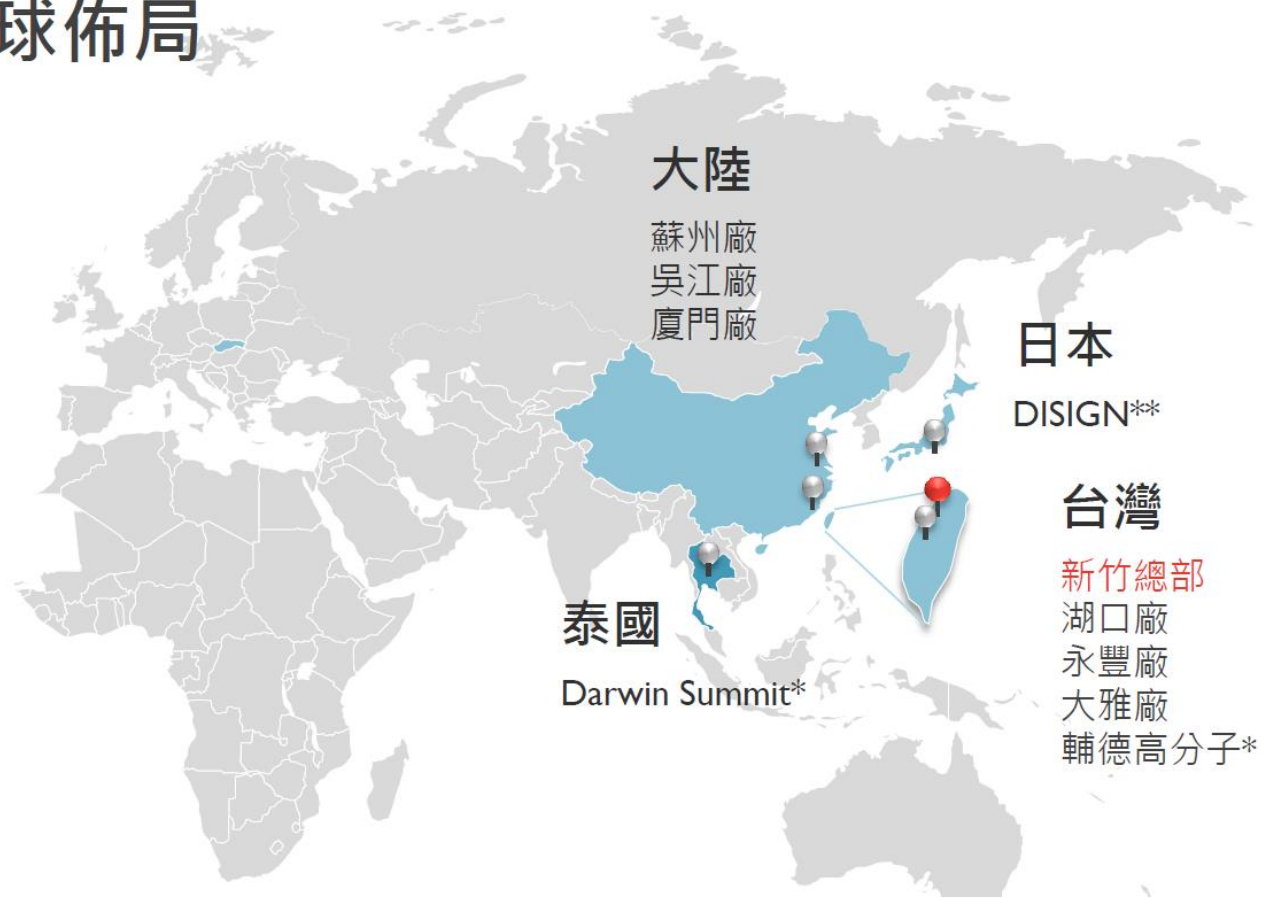 球佈局
大陸
蘇州廠
吳江廠
廈門廠
日本
DISIGN**
台灣
新竹總部
湖口廠
永豐廠
大雅廠
輔德高分子*
泰國
Darwin Summit*